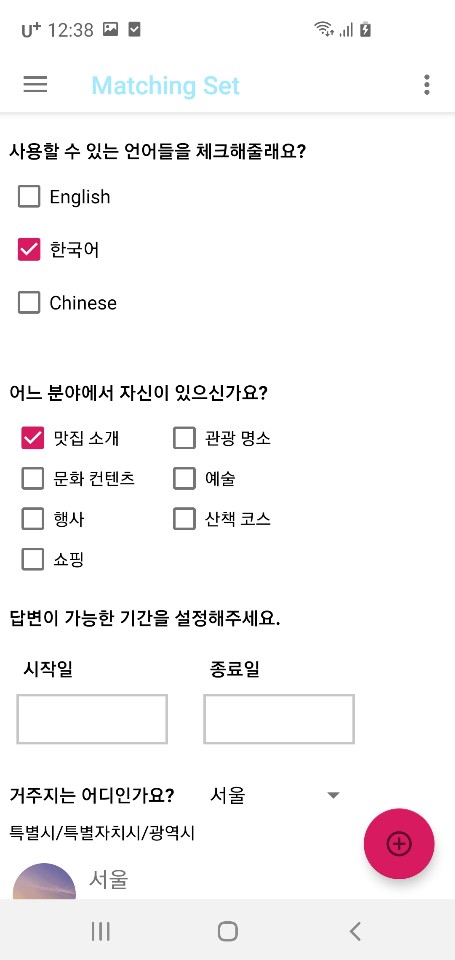 U+ 12:38
Matching Set
사용할 수 있는 언어들을 체크해줄래요?
English
한국어
Chinese
어느 분야에서 자신이 있으신가요?
맛집 소개 관광 명소
문화 컨텐츠 예술
행사 산책 코스
쇼핑
답변이 가능한 기간을 설정해주세요.
시작일 종료일
거주지는 어디인가요? 서울
특별시/특별자치시/광역시
서울